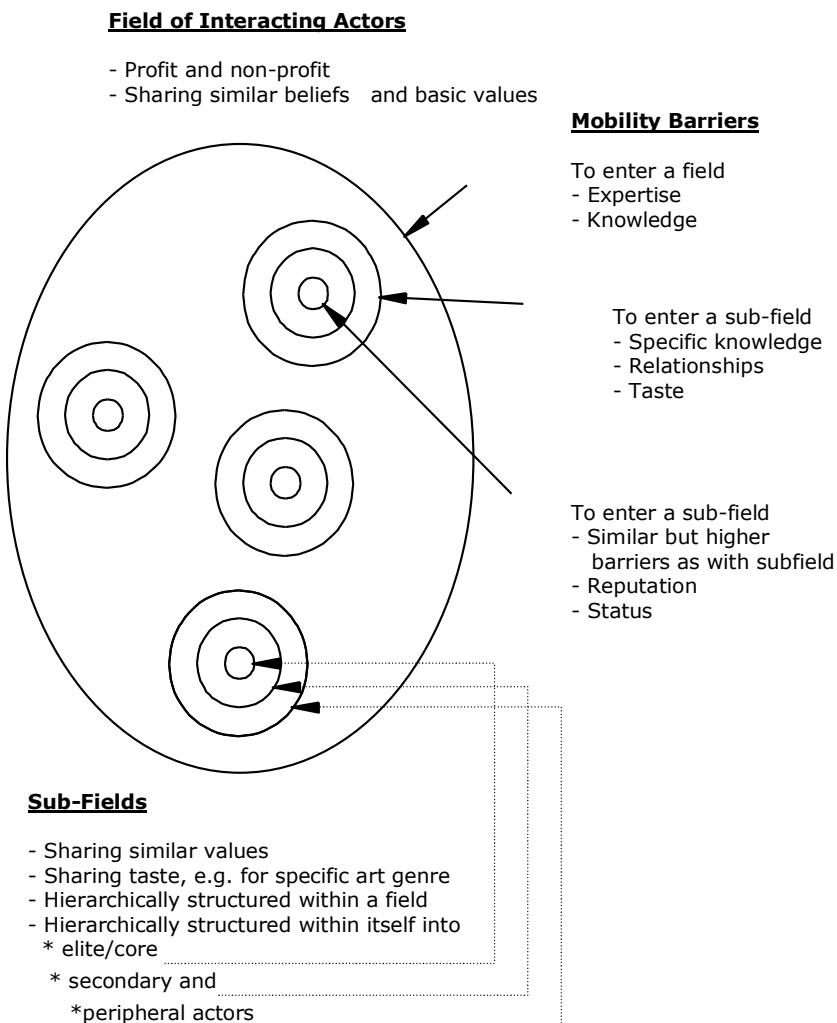 Field of Interacting Actors
- Profit and non-profit
- Sharing similar beliefs and basic values
Mobility Barriers
To enter a field
- Expertise
- Knowledge
To enter a sub-field
- Specific knowledge
- Relationships
- Taste
To enter a sub-field
- Similar but higher
barriers as with subfield
- Reputation
- Status
Sub-Fields
- Sharing similar values
- Sharing taste, e.g. for specific art genre
- Hierarchically structured within a field
- Hierarchically structured within itself into
* elite/core
* secondary and
*peripheral actors